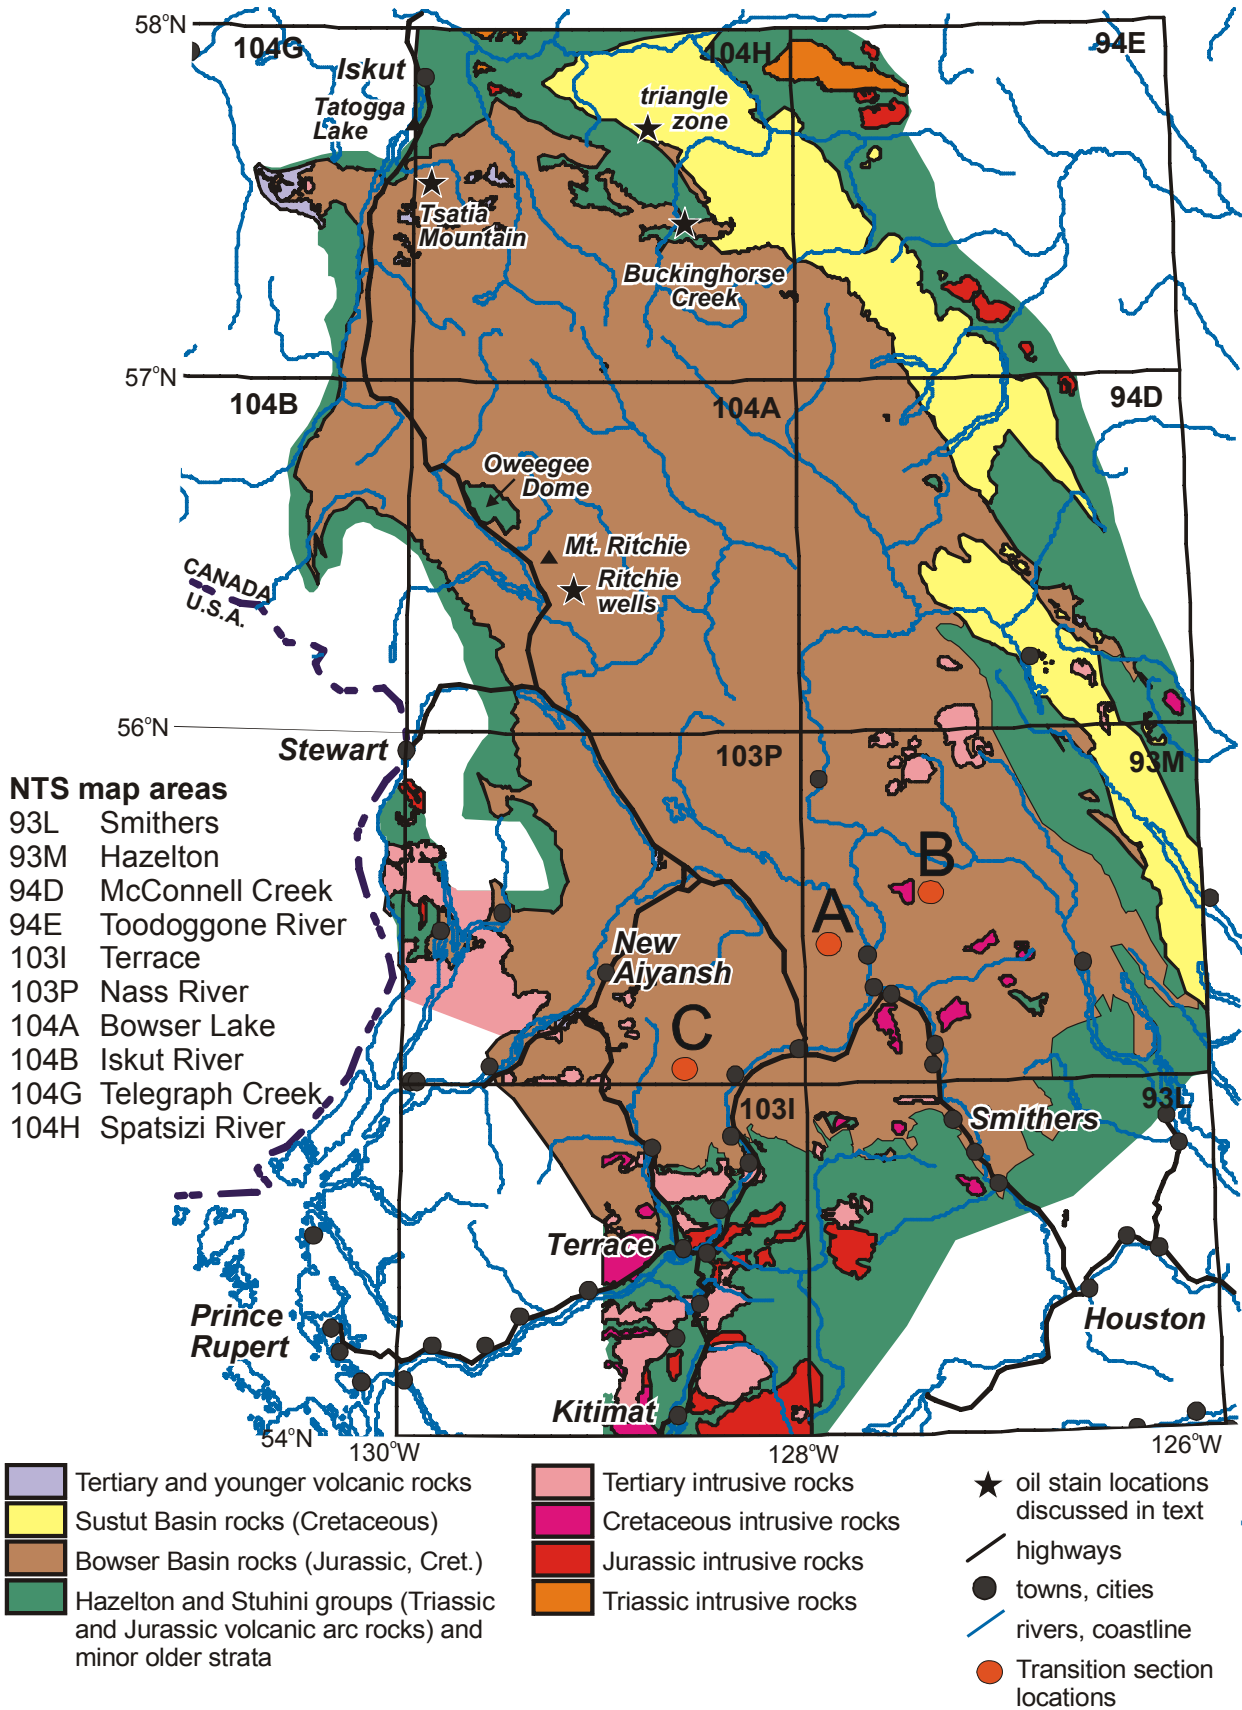 58°N
104G
104H
94E
Iskut
Tatogga
Lake
triangle
zone
Tsatia
Mountain
Buckinghorse
Creek
57°N
104B
104A
94D
Oweegee
Dome
Mt. Ritchie
Ritchie
wells
CANADA
U.S.A.
56°N
Stewart
103P
93M
NTS map areas
93L Smithers
93M Hazelton
94D McConnell Creek
94E Toodoggone River
103I Terrace
103P Nass River
104A Bowser Lake
104B Iskut River
104G Telegraph Creek
104H Spatsizi River
B
A
New
Aiyansh
C
103I
93L
Smithers
Terrace
Prince
Rupert
Houston
Kitimat
54°N
130°W
128°W
126°W
Tertiary and younger volcanic rocks
Sustut Basin rocks (Cretaceous)
Bowser Basin rocks (Jurassic, Cret.)
Hazelton and Stuhini groups (Triassic
and Jurassic volcanic arc rocks) and
minor older strata
Tertiary intrusive rocks
Cretaceous intrusive rocks
Jurassic intrusive rocks
Triassic intrusive rocks
oil stain locations
discussed in text
highways
towns, cities
rivers, coastline
Transition section
locations